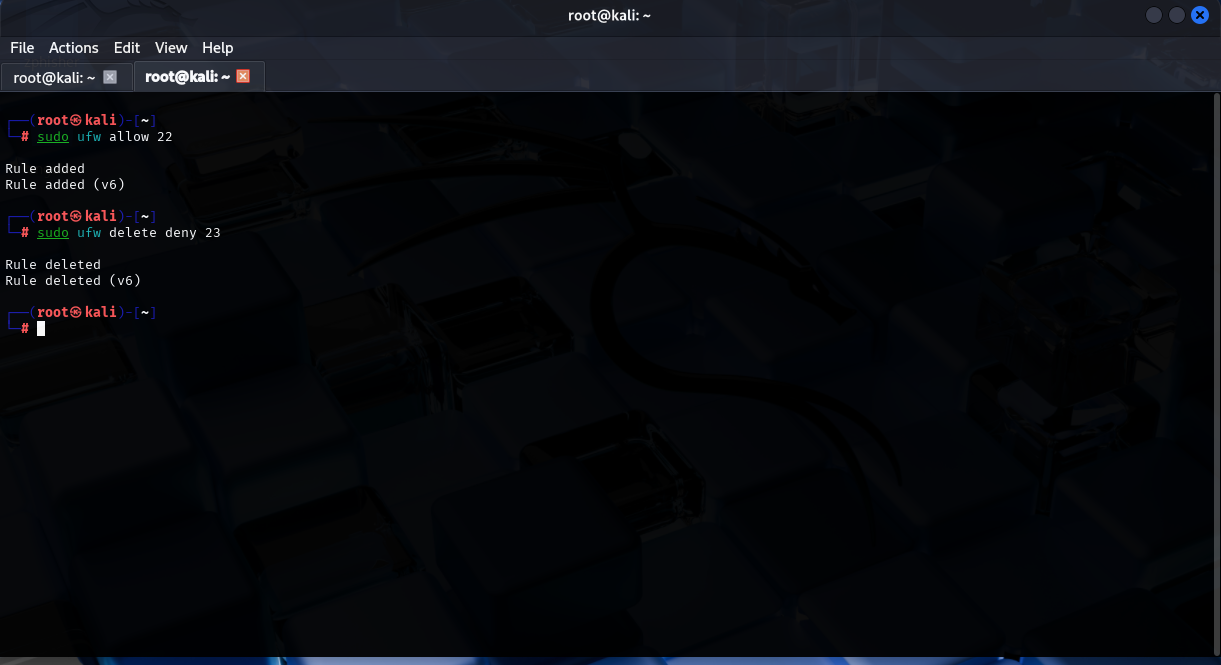 root@kali: ~
File Actions Edit View Help
root@kali: ~ root@kali: ~
┌──(root㉿kali)-[~]
└─# sudo ufw allow 22
Rule added
Rule added (v6)
┌──(root㉿kali)-[~]
└─# sudo ufw delete deny 23
Rule deleted
Rule deleted (v6)
┌──(root㉿kali)-[~]
└─#